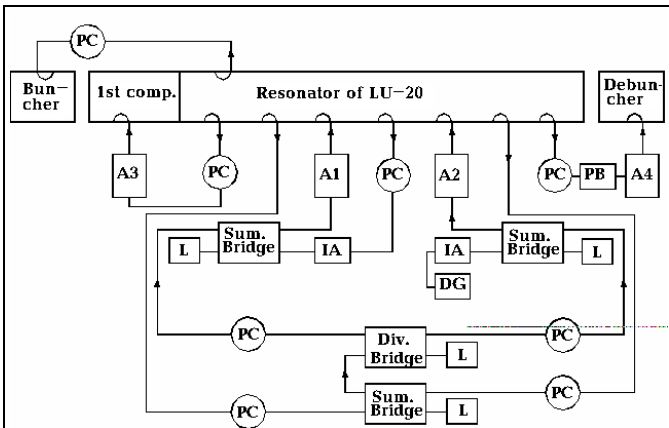 PC
Bun-
cher
1st comp.
Resonator of LU-20
Debun-
cher
A3
PC
A1
PC
A2
PC
PB
A4
L
Sum.
Bridge
IA
IA
Sum.
Bridge
L
DG
PC
Div.
Bridge
L
PC
PC
Sum.
Bridge
L
PC